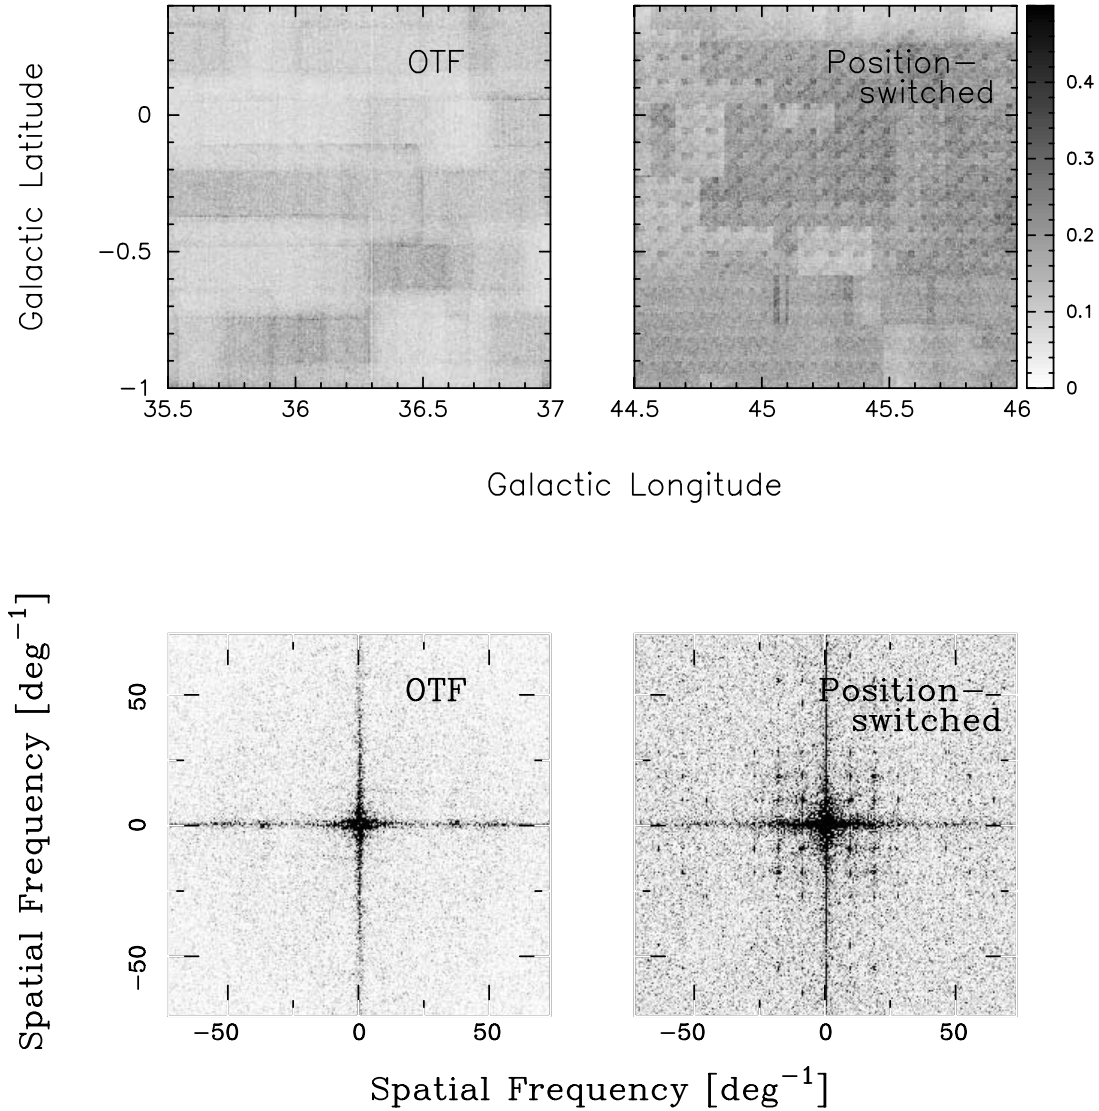 OTF
Position−
switched
Galactic Latitude
0
−0.5
−1
35.5 36 36.5 37
44.5 45 45.5 46
0.4
0.3
0.2
0.1
0
Galactic Longitude
OTF
Position−
switched
Spatial Frequency [deg−1]
50
0
−50
−50 0 50
−50 0 50
Spatial Frequency [deg−1]